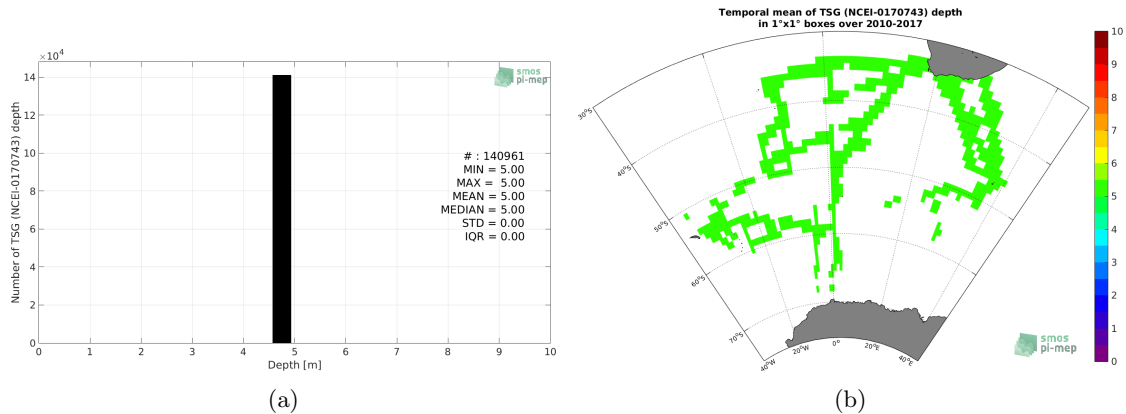 ×10⁴
14
12
10
8
6
4
2
0
Number of TSG (NCEI-0170743) depth
smos
pi-mep
# : 140961
MIN = 5.00
MAX = 5.00
MEAN = 5.00
MEDIAN = 5.00
STD = 0.00
IQR = 0.00
0 1 2 3 4 5 6 7 8 9 10
Depth [m]
(a)
Temporal mean of TSG (NCEI-0170743) depth
in 1°x1° boxes over 2010-2017
30°S
40°S
50°S
60°S
70°S
40°W
20°W
0°
20°E
40°E
10
9
8
7
6
5
4
3
2
1
0
smos
pi-mep
(b)